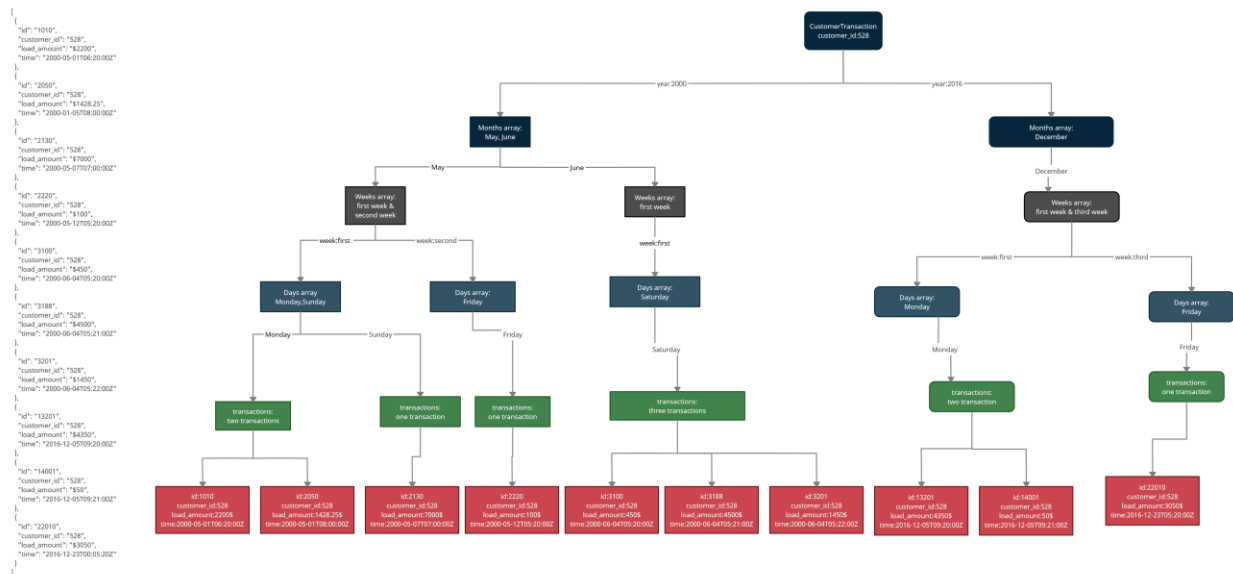 [
{
"id": "1010",
"customer_id": "528",
"load_amount": "$2200",
"time": "2000-05-01T06:20:00Z"
},
{
"id": "2050",
"customer_id": "528",
"load_amount": "$1428.25",
"time": "2000-01-05T08:00:00Z"
},
{
"id": "2130",
"customer_id": "528",
"load_amount": "$7000",
"time": "2000-05-07T07:00:00Z"
},
{
"id": "2220",
"customer_id": "528",
"load_amount": "$100",
"time": "2000-05-12T05:20:00Z"
},
{
"id": "3100",
"customer_id": "528",
"load_amount": "$450",
"time": "2000-06-04T05:20:00Z"
},
{
"id": "3188",
"customer_id": "528",
"load_amount": "$4500",
"time": "2000-06-04T05:21:00Z"
},
{
"id": "3201",
"customer_id": "528",
"load_amount": "$1450",
"time": "2000-06-04T05:22:00Z"
},
{
"id": "13201",
"customer_id": "528",
"load_amount": "$4350",
"time": "2016-12-05T09:20:00Z"
},
{
"id": "14001",
"customer_id": "528",
"load_amount": "$50",
"time": "2016-12-05T09:21:00Z"
},
{
"id": "22010",
"customer_id": "528",
"load_amount": "$3050",
"time": "2016-12-23T00:05:20Z"
}
]
CustomerTransaction
customer_id:528
year:2000
year:2016
Months array:
May, June
Months array:
December
May
June
December
Weeks array:
first week &
second week
Weeks array:
first week
Weeks array:
first week & third week
week:first
week:second
week:first
week:first
week:third
Days array
Monday,Sunday
Days array:
Friday
Days array:
Saturday
Days array:
Monday
Days array:
Friday
Monday
Sunday
Friday
Saturday
Monday
Friday
transactions:
two transactions
transactions:
one transaction
transactions:
one transaction
transactions:
three transactions
transactions:
two transaction
transactions:
one transaction
id:1010
customer_id:528
load_amount:2200$
time:2000-05-01T06:20:00Z
id:2050
customer_id:528
load_amount:1428.25$
time:2000-05-01T08:00:00Z
id:2130
customer_id:528
load_amount:7000$
time:2000-05-07T07:00:00Z
id:2220
customer_id:528
load_amount:100$
time:2000-05-12T05:20:00Z
id:3100
customer_id:528
load_amount:450$
time:2000-06-04T05:20:00Z
id:3188
customer_id:528
load_amount:4500$
time:2000-06-04T05:21:00Z
id:3201
customer_id:528
load_amount:1450$
time:2000-06-04T05:22:00Z
id:13201
customer_id:528
load_amount:4350$
time:2016-12-05T09:20:00Z
id:14001
customer_id:528
load_amount:50$
time:2016-12-05T09:21:00Z
id:22010
customer_id:528
load_amount:3050$
time:2016-12-23T05:20:00Z